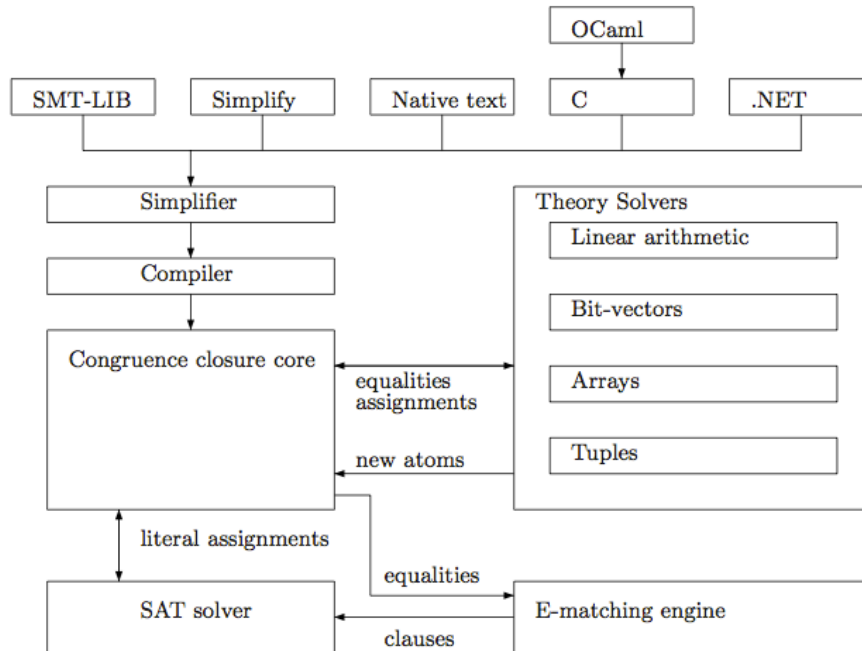 OCaml
SMT-LIB
Simplify
Native text
C
.NET
Simplifier
Theory Solvers
Linear arithmetic
Compiler
Bit-vectors
Congruence closure core
equalities
assignments
Arrays
new atoms
Tuples
literal assignments
equalities
SAT solver
E-matching engine
clauses